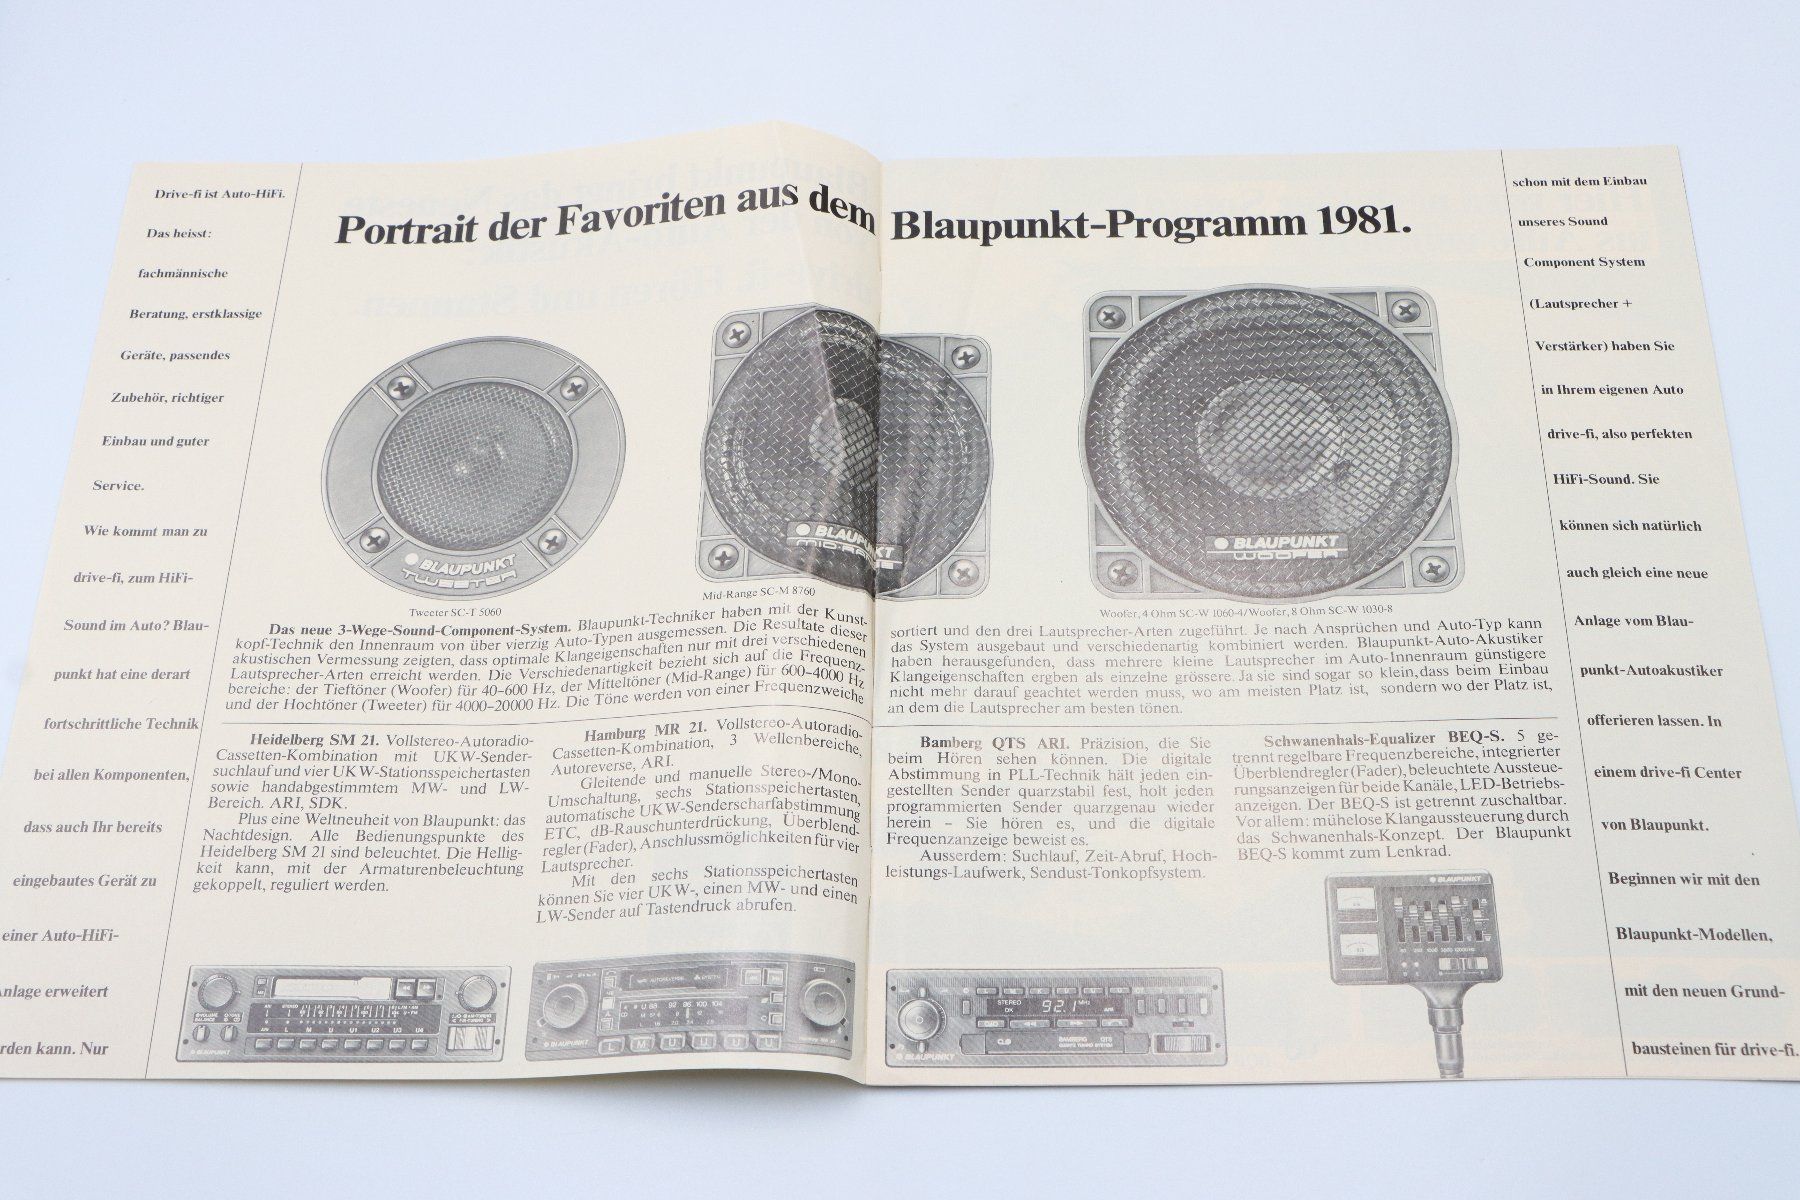 Drive-fi ist Auto-HiFi.
Das heisst:
fachmännische
Beratung, erstklassige
Geräte, passendes
Zubehör, richtiger
Einbau und guter
Service.
Wie kommt man zu
drive-fi, zum HiFi-
Sound im Auto? Blau-
punkt hat eine derart
fortschrittliche Technik
bei allen Komponenten,
dass auch Ihr bereits
eingebautes Gerät zu
einer Auto-HiFi-
Anlage erweitert
rden kann. Nur
Portrait der Favoriten aus dem Blaupunkt-Programm 1981.
BLAUPUNKT
TWEETER
Tweeter SC-T 5060
BLAUPUNKT
MID-RANGE
Mid-Range SC-M 8760
BLAUPUNKT
WOOFER
Woofer, 4 Ohm SC-W 1060-4/Woofer, 8 Ohm SC-W 1030-8
Das neue 3-Wege-Sound-Component-System. Blaupunkt-Techniker haben mit der Kunst-
kopf-Technik den Innenraum von über vierzig Auto-Typen ausgemessen. Die Resultate dieser
akustischen Vermessung zeigten, dass optimale Klangeigenschaften nur mit drei verschiedenen
Lautsprecher-Arten erreicht werden. Die Verschiedenartigkeit bezieht sich auf die Frequenz-
bereiche: der Tieftöner (Woofer) für 40-600 Hz, der Mitteltöner (Mid-Range) für 600-4000 Hz
und der Hochtöner (Tweeter) für 4000-20000 Hz. Die Töne werden von einer Frequenzweiche
sortiert und den drei Lautsprecher-Arten zugeführt. Je nach Ansprüchen und Auto-Typ kann
das System ausgebaut und verschiedenartig kombiniert werden. Blaupunkt-Auto-Akustiker
haben herausgefunden, dass mehrere kleine Lautsprecher im Auto-Innenraum günstigere
Klangeigenschaften ergben als einzelne grössere. Ja sie sind sogar so klein,dass beim Einbau
nicht mehr darauf geachtet werden muss, wo am meisten Platz ist, sondern wo der Platz ist,
an dem die Lautsprecher am besten tönen.
Heidelberg SM 21. Vollstereo-Autoradio-
Cassetten-Kombination mit UKW-Sender-
suchlauf und vier UKW-Stationsspeichertasten
sowie handabgestimmtem MW- und LW-
Bereich. ARI, SDK.
Plus eine Weltneuheit von Blaupunkt: das
Nachtdesign. Alle Bedienungspunkte des
Heidelberg SM 21 sind beleuchtet. Die Hellig-
keit kann, mit der Armaturenbeleuchtung
gekoppelt, reguliert werden.
Hamburg MR 21. Vollstereo-Autoradio-
Cassetten-Kombination, 3 Wellenbereiche,
Autoreverse, ARI.
Gleitende und manuelle Stereo-/Mono-
Umschaltung, sechs Stationsspeichertasten,
automatische UKW-Senderscharfabstimmung
ETC, dB-Rauschunterdrückung, Überblend-
regler (Fader), Anschlussmöglichkeiten für vier
Lautsprecher.
Mit den sechs Stationsspeichertasten
können Sie vier UKW-, einen MW- und einen
LW-Sender auf Tastendruck abrufen.
Bamberg QTS ARI. Präzision, die Sie
beim Hören sehen können. Die digitale
Abstimmung in PLL-Technik hält jeden ein-
gestellten Sender quarzstabil fest, holt jeden
programmierten Sender quarzgenau wieder
herein – Sie hören es, und die digitale
Frequenzanzeige beweist es.
Ausserdem: Suchlauf, Zeit-Abruf, Hoch-
leistungs-Laufwerk, Sendust-Tonkopfsystem.
Schwanenhals-Equalizer BEQ-S. 5 ge-
trennt regelbare Frequenzbereiche, integrierter
Überblendregler (Fader), beleuchtete Aussteue-
rungsanzeigen für beide Kanäle, LED-Betriebs-
anzeigen. Der BEQ-S ist getrennt zuschaltbar.
Vor allem: mühelose Klangaussteuerung durch
das Schwanenhals-Konzept. Der Blaupunkt
BEQ-S kommt zum Lenkrad.
VOLUME
BALANCE
STEREO
L M U U1 U2 U3 U4
BLAUPUNKT
AUTOREVERSE
U 88 92 96 100 104
BLAUPUNKT
L M U U U U
STEREO
92.1 MHz
BLAUPUNKT
BAMBERG QTS
BLAUPUNKT
schon mit dem Einbau
unseres Sound
Component System
(Lautsprecher +
Verstärker) haben Sie
in Ihrem eigenen Auto
drive-fi, also perfekten
HiFi-Sound. Sie
können sich natürlich
auch gleich eine neue
Anlage vom Blau-
punkt-Autoakustiker
offerieren lassen. In
einem drive-fi Center
von Blaupunkt.
Beginnen wir mit den
Blaupunkt-Modellen,
mit den neuen Grund-
bausteinen für drive-fi.